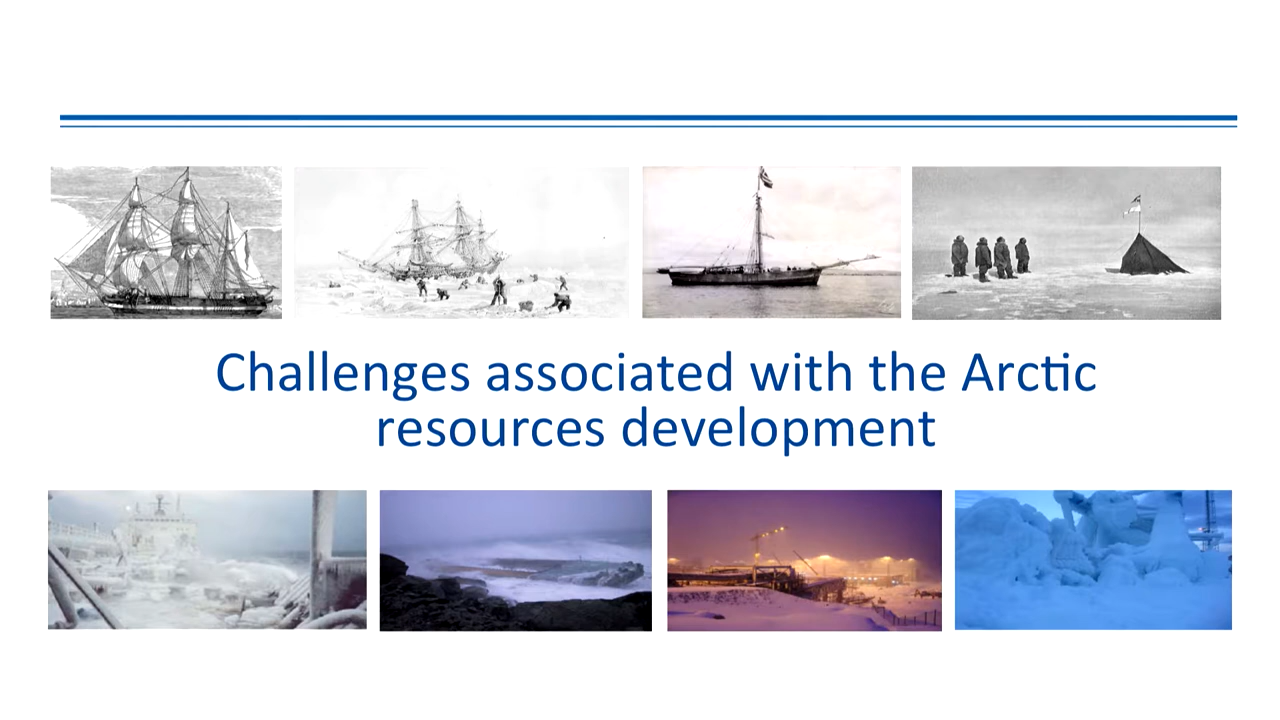 Challenges associated with the Arctic
resources development